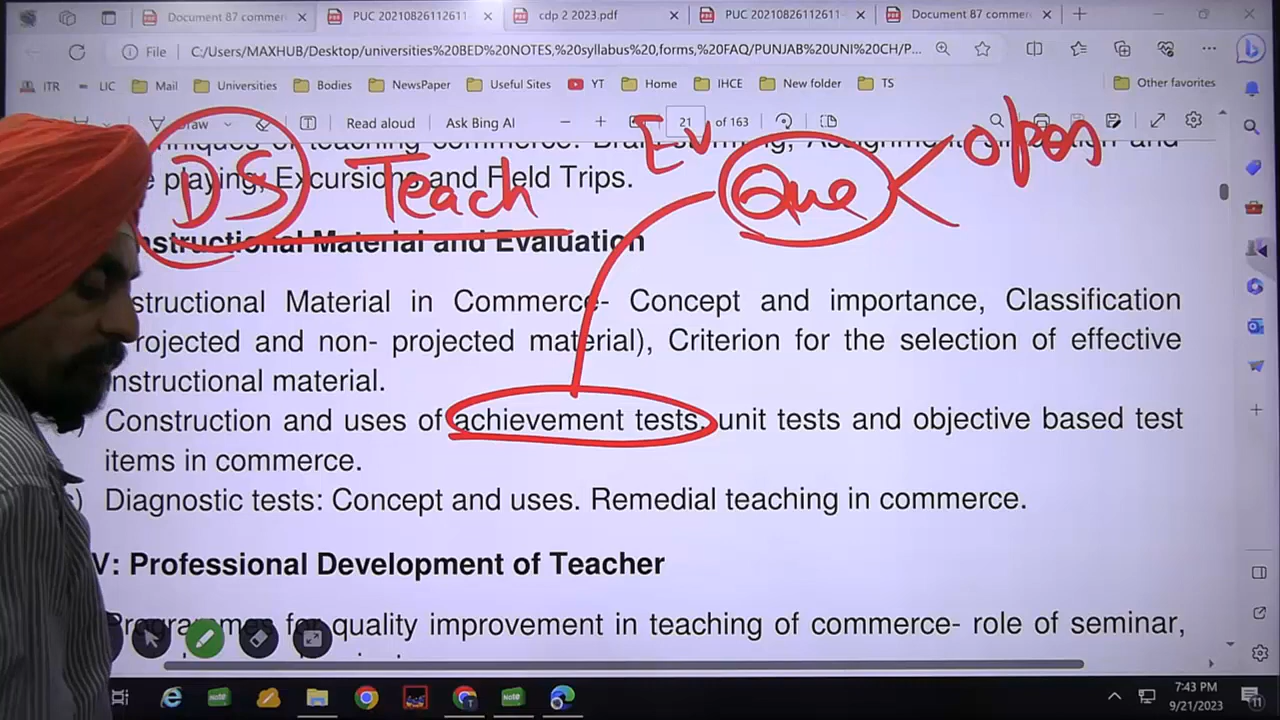 Document 87 commer
PUC 20210826112611
cdp 2 2023.pdf
PUC 20210826112611
Document 87 commer
File
C:/Users/MAXHUB/Desktop/universities%20BED%20NOTES,%20syllabus%20,forms,%20FAQ/PUNJAB%20UNI%20CH/P...
ITR
LIC
Mail
Universities
Bodies
NewsPaper
Useful Sites
YT
Home
IHCE
New folder
TS
Other favorites
Draw
Read aloud
Ask Bing AI
21
of 163
Ev
open
DS
Teach
Que
playing, Excursions and Field Trips.
nstructional Material and Evaluation
structional Material in Commerce- Concept and importance, Classification
rojected and non- projected material), Criterion for the selection of effective
nstructional material.
Construction and uses of achievement tests, unit tests and objective based test
items in commerce.
Diagnostic tests: Concept and uses. Remedial teaching in commerce.
V: Professional Development of Teacher
Programmes for quality improvement in teaching of commerce- role of seminar,
7:43 PM
9/21/2023
11